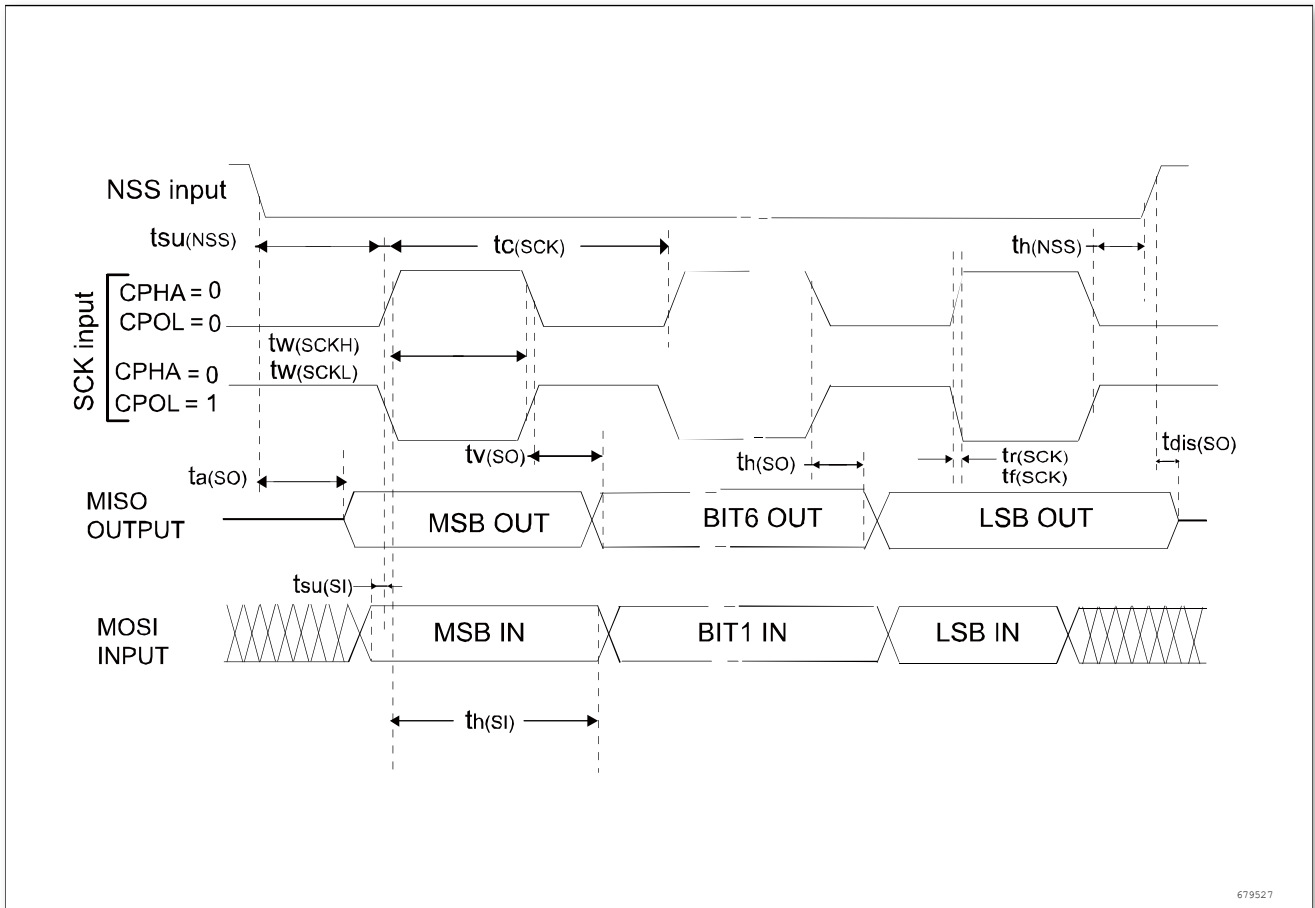 NSS input
tsu(NSS)
tc(SCK)
th(NSS)
SCK input
CPHA = 0
CPOL = 0
tw(SCKH)
CPHA = 0
tw(SCKL)
CPOL = 1
tv(SO)
th(SO)
tr(SCK)
tf(SCK)
tdis(SO)
ta(SO)
MISO
OUTPUT
MSB OUT
BIT6 OUT
LSB OUT
tsu(SI)
MOSI
INPUT
MSB IN
BIT1 IN
LSB IN
th(SI)
679527